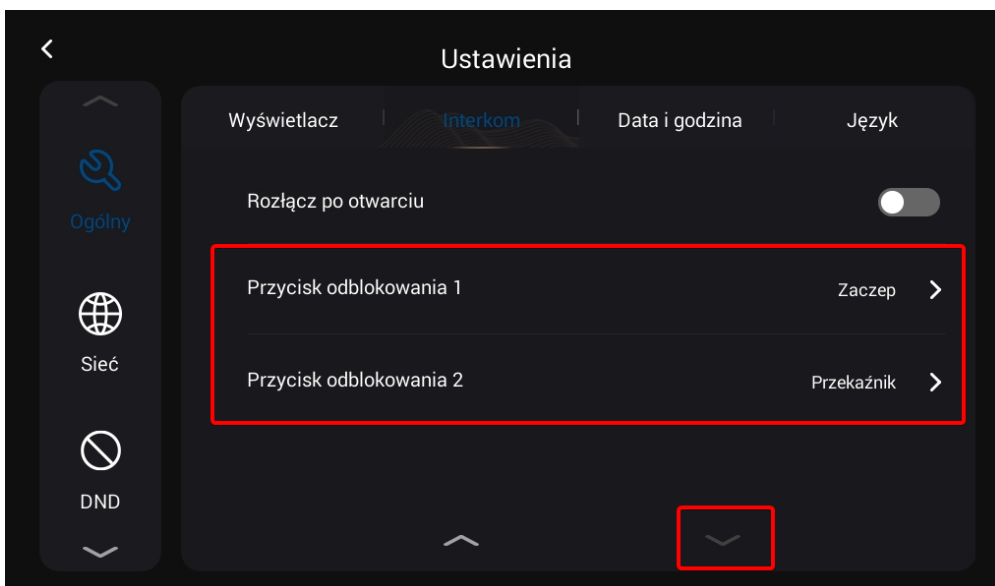 Ustawienia
Wyświetlacz
Interkom
Data i godzina
Język
Ogólny
Sieć
DND
Rozłącz po otwarciu
Przycisk odblokowania 1
Zaczep
Przycisk odblokowania 2
Przekaźnik